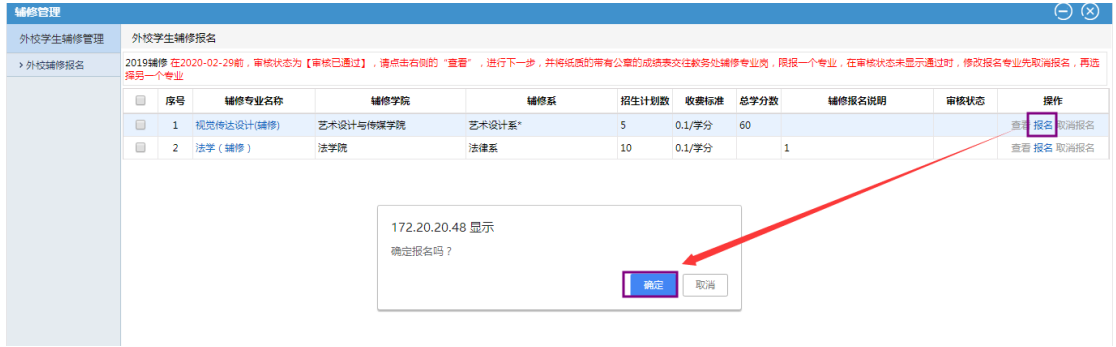 辅修管理
外校学生辅修管理
外校学生辅修报名
›外校辅修报名
2019辅修 在2020-02-29前，审核状态为【审核已通过】，请点击右侧的“查看”，进行下一步，并将纸质的带有公章的成绩表交往教务处辅修专业岗，限报一个专业，在审核状态未显示通过时，修改报名专业先取消报名，再选
择另一个专业
序号 辅修专业名称 辅修学院 辅修系 招生计划数 收费标准 总学分数 辅修报名说明 审核状态 操作
1 视觉传达设计(辅修) 艺术设计与传媒学院 艺术设计系* 5 0.1/学分 60 查看 报名 取消报名
2 法学（辅修） 法学院 法律系 10 0.1/学分 1 查看 报名 取消报名
172.20.20.48 显示
确定报名吗？
确定 取消